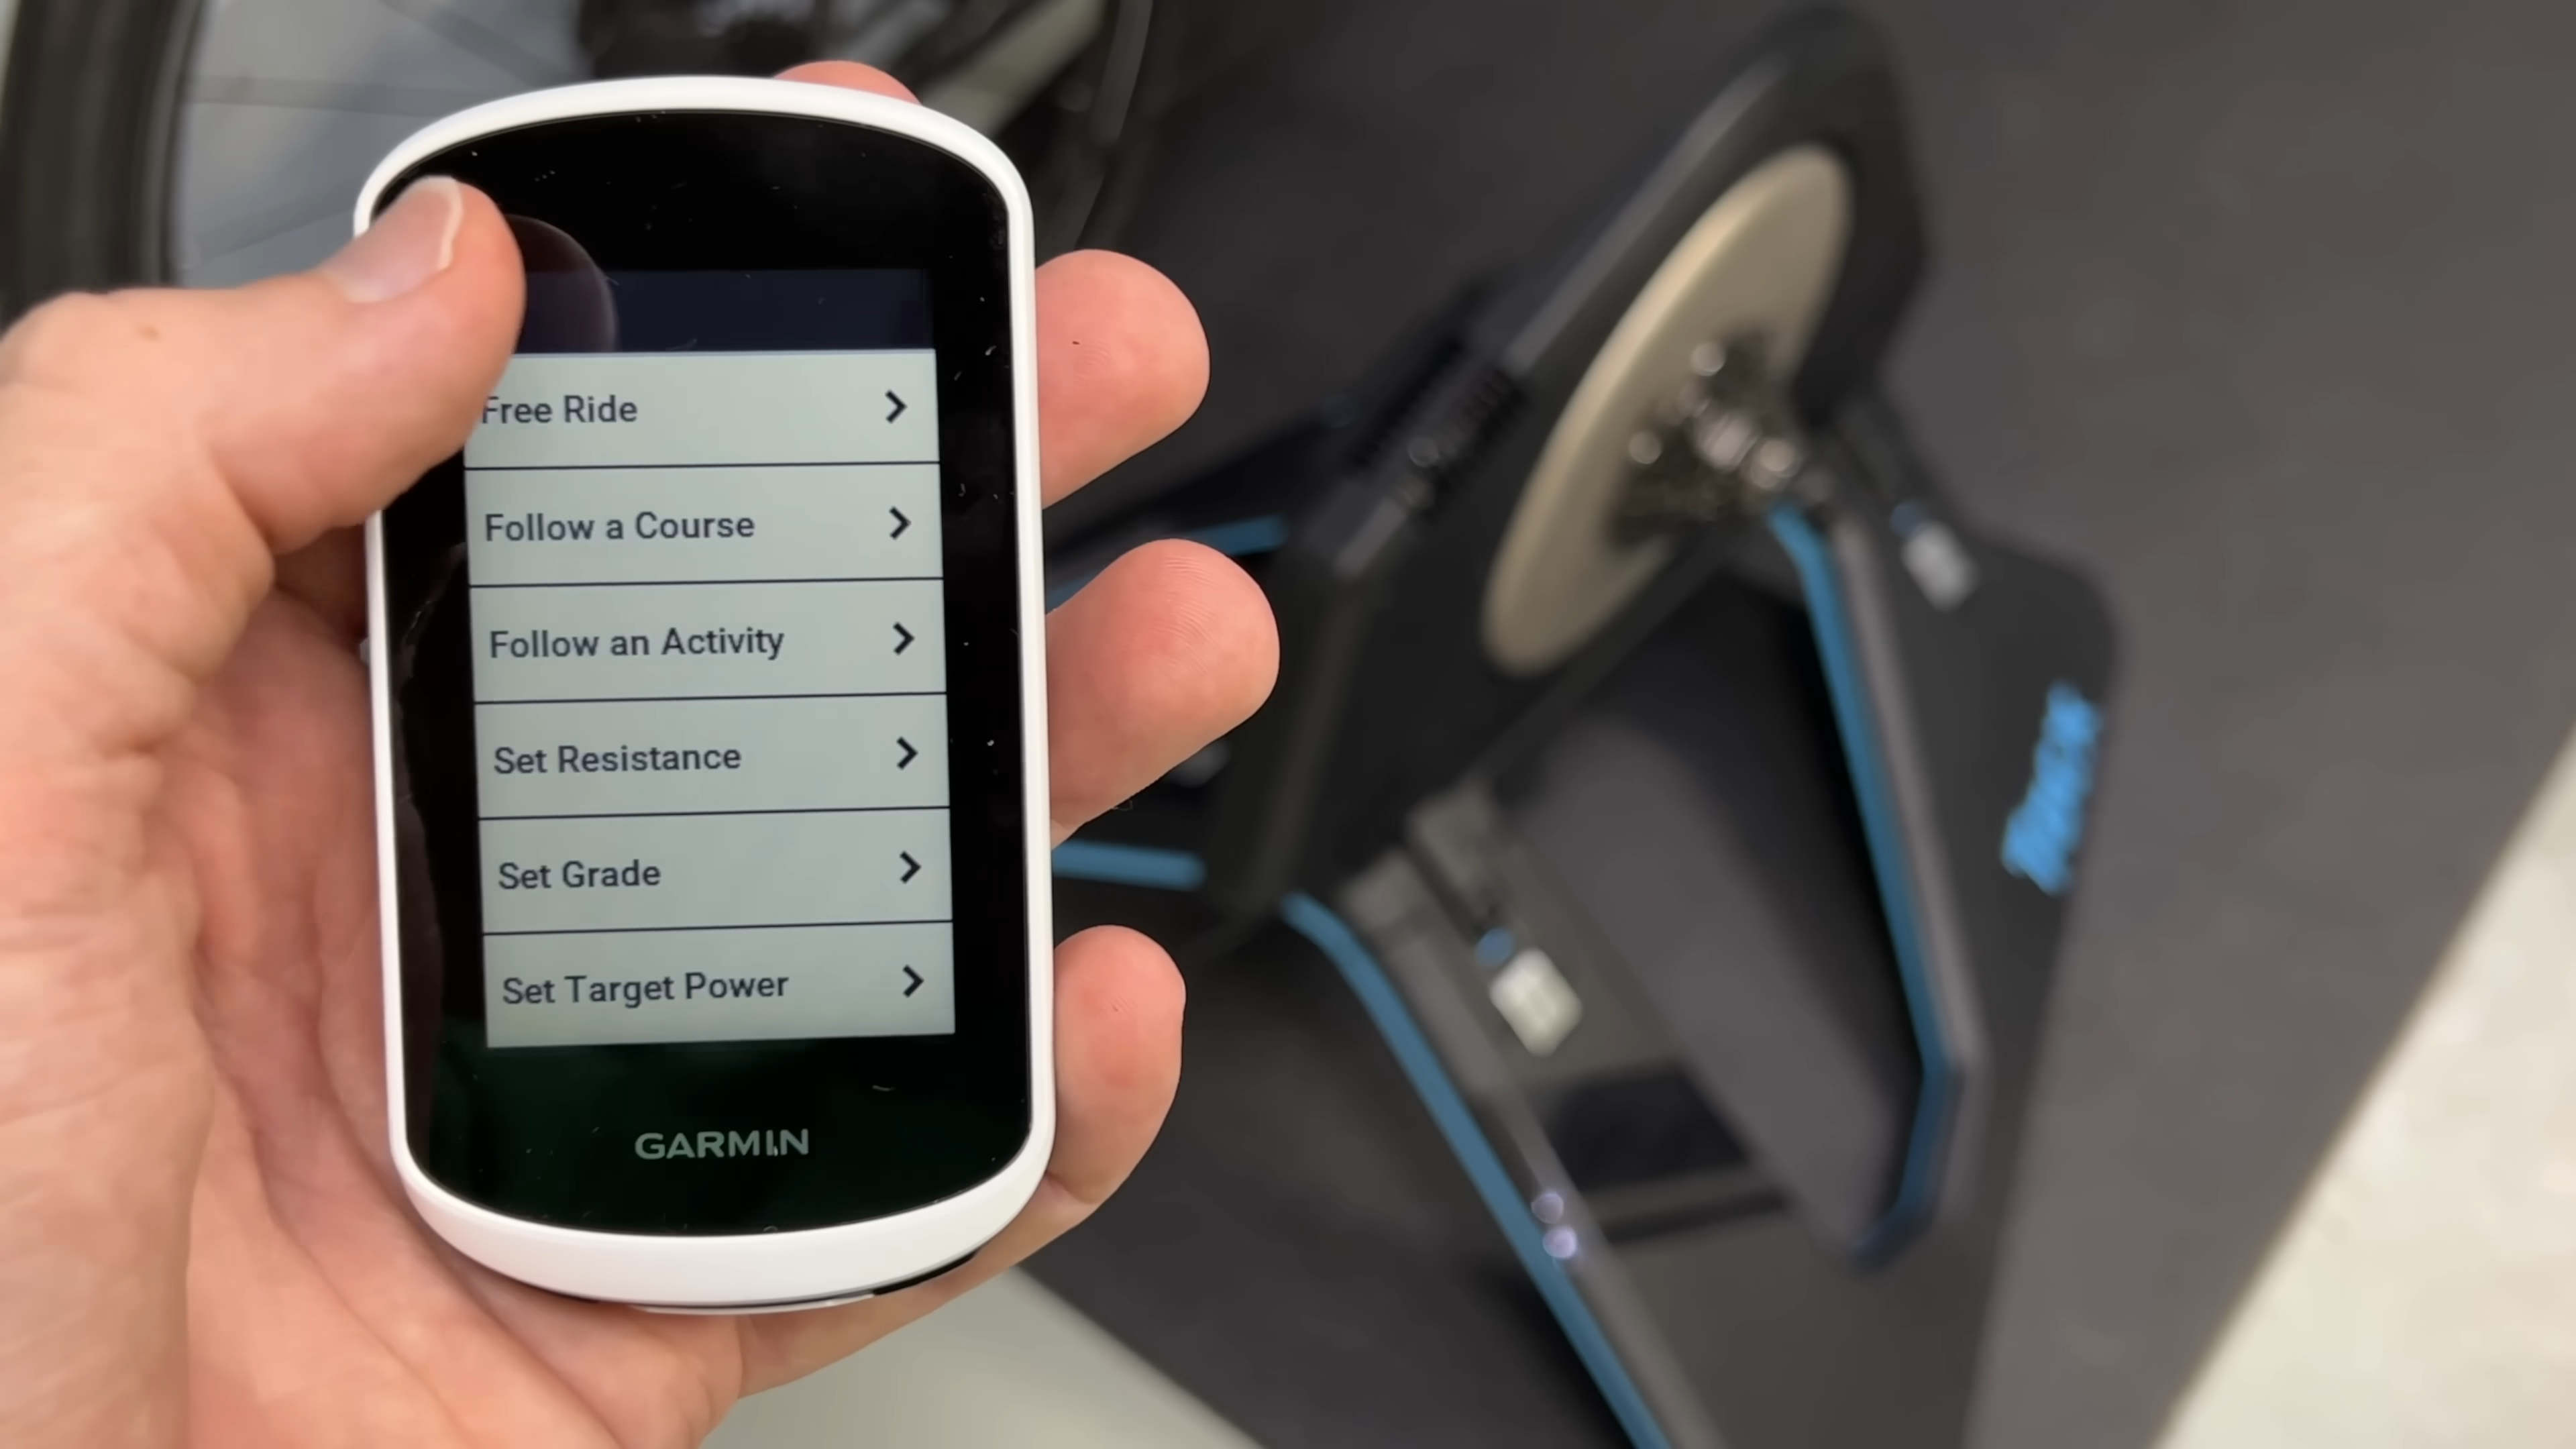 Free Ride
Follow a Course
Follow an Activity
Set Resistance
Set Grade
Set Target Power
GARMIN